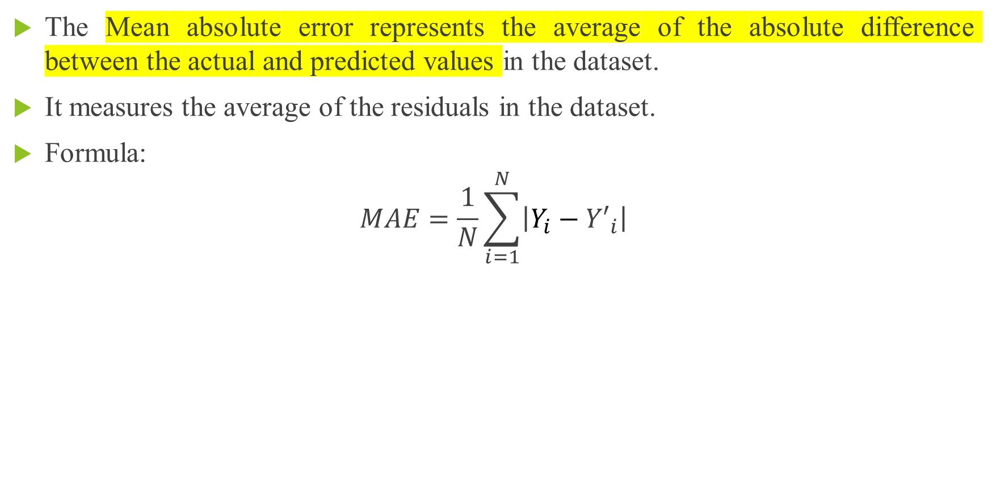 The Mean absolute error represents the average of the absolute difference
between the actual and predicted values in the dataset.
It measures the average of the residuals in the dataset.
Formula:
MAE = \frac{1}{N} \sum_{i=1}^{N} |Y_i − Y'_i|